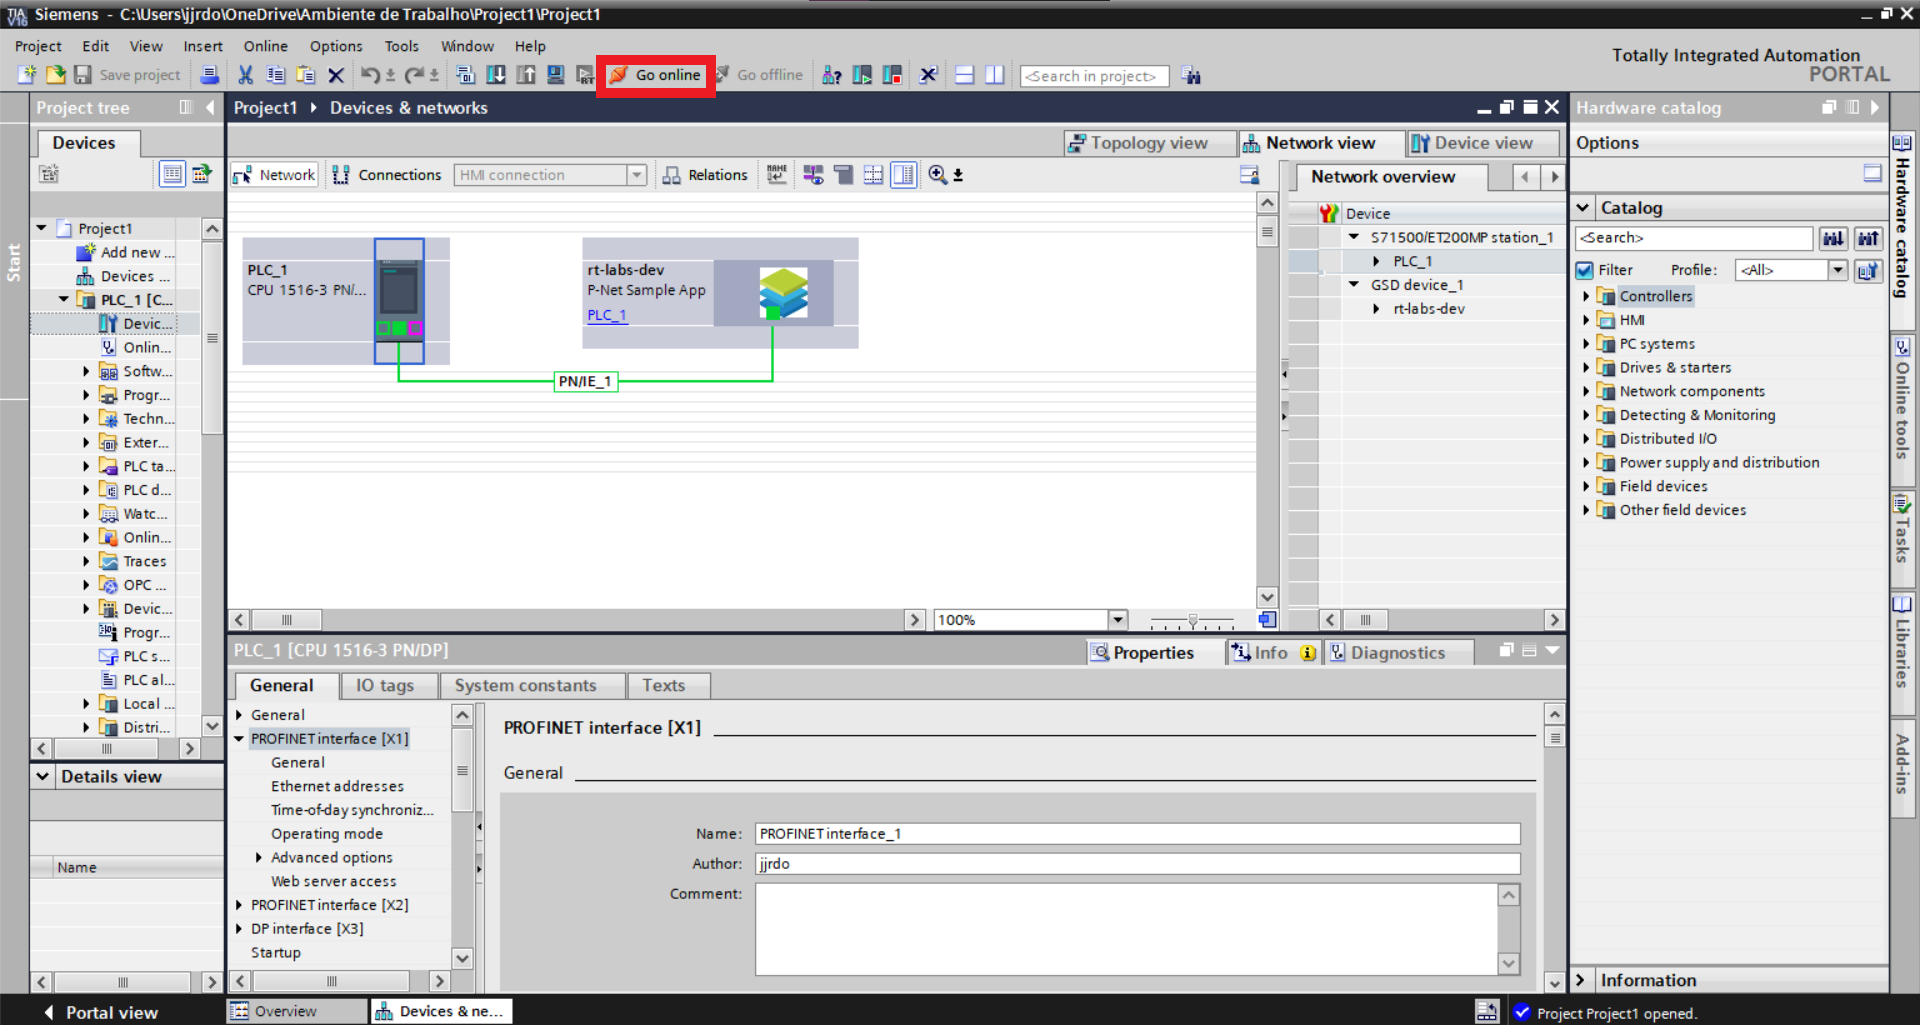 Siemens - C:\Users\jjrdo\OneDrive\Ambiente de Trabalho\Project1\Project1
Project Edit View Insert Online Options Tools Window Help
Totally Integrated Automation
PORTAL
Save project
Go online
Go offline
<Search in project>
Project tree
Project1 Devices & networks
Hardware catalog
Devices
Topology view
Network view
Device view
Options
Network
Connections
HMI connection
Relations
Network overview
Start
Project1
Add new ...
Devices ...
PLC_1 [C...
Devic...
Onlin...
Softw...
Progr...
Techn...
Exter...
PLC ta...
PLC d...
Watc...
Onlin...
Traces
OPC ...
Devic...
Progr...
PLC s...
PLC al...
Local ...
Distri...
PLC_1
CPU 1516-3 PN/...
rt-labs-dev
P-Net Sample App
PLC_1
PN/IE_1
100%
Device
S71500/ET200MP station_1
PLC_1
GSD device_1
rt-labs-dev
Catalog
<Search>
Filter
Profile:
<All>
Controllers
HMI
PC systems
Drives & starters
Network components
Detecting & Monitoring
Distributed I/O
Power supply and distribution
Field devices
Other field devices
Information
Hardware catalog
Online tools
Tasks
Libraries
Add-ins
Details view
Name
PLC_1 [CPU 1516-3 PN/DP]
Properties
Info
Diagnostics
General
IO tags
System constants
Texts
General
PROFINET interface [X1]
General
Ethernet addresses
Time-of-day synchroniz...
Operating mode
Advanced options
Web server access
PROFINET interface [X2]
DP interface [X3]
Startup
PROFINET interface [X1]
General
Name: PROFINET interface_1
Author: jjrdo
Comment:
Portal view
Overview
Devices & ne...
Project Project1 opened.